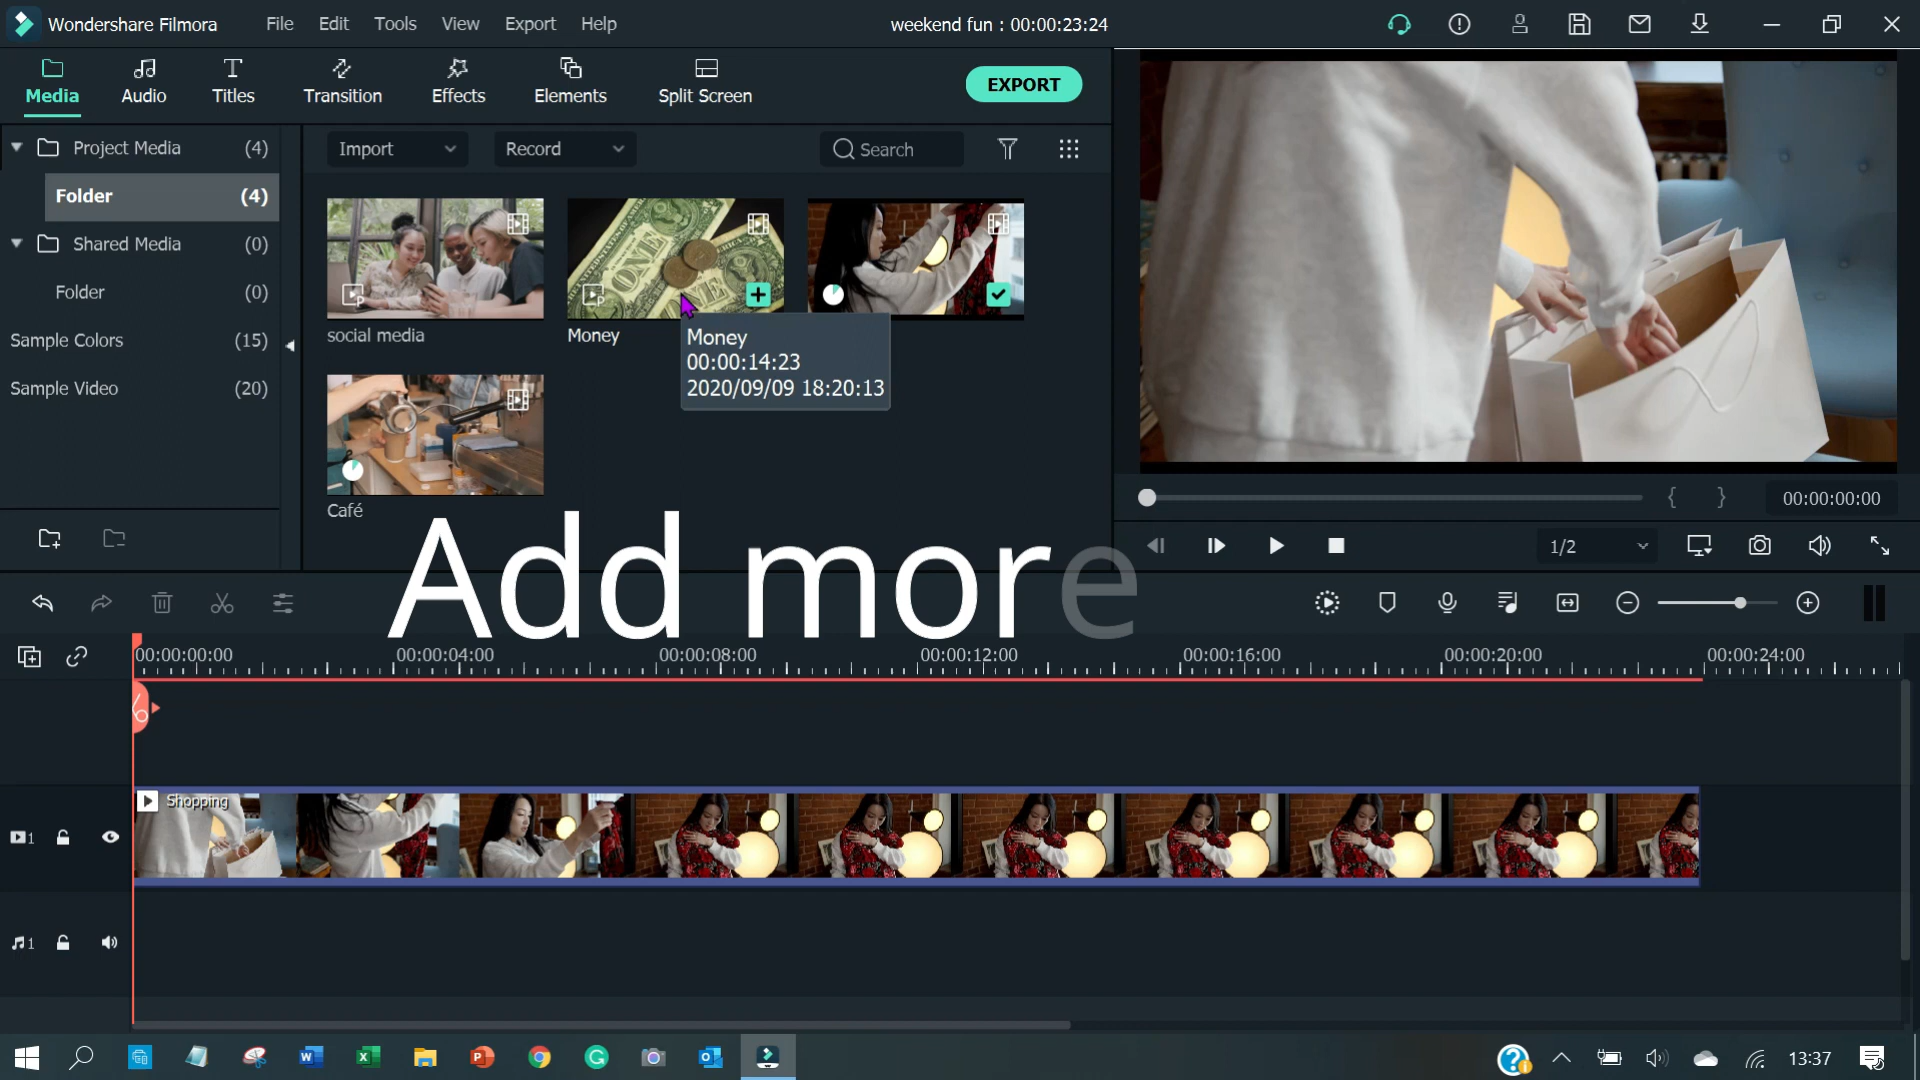 Wondershare Filmora File Edit Tools View Export Help weekend fun : 00:00:23:24
Media Audio Titles Transition Effects Elements Split Screen EXPORT
Project Media (4)
Folder (4)
Shared Media (0)
Folder (0)
Sample Colors (15)
Sample Video (20)
Import Record Search
social media
Money
Money
00:00:14:23
2020/09/09 18:20:13
Café
Add more
00:00:00:00
1/2
00:00:00:00 00:00:04:00 00:00:08:00 00:00:12:00 00:00:16:00 00:00:20:00 00:00:24:00
Shopping
1
1
13:37